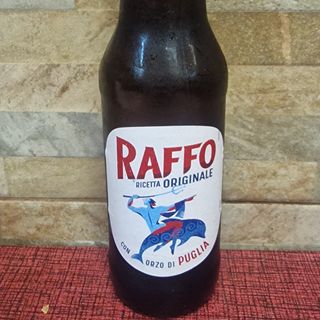 RAFFO
RICETTA ORIGINALE
CON ORZO DI PUGLIA